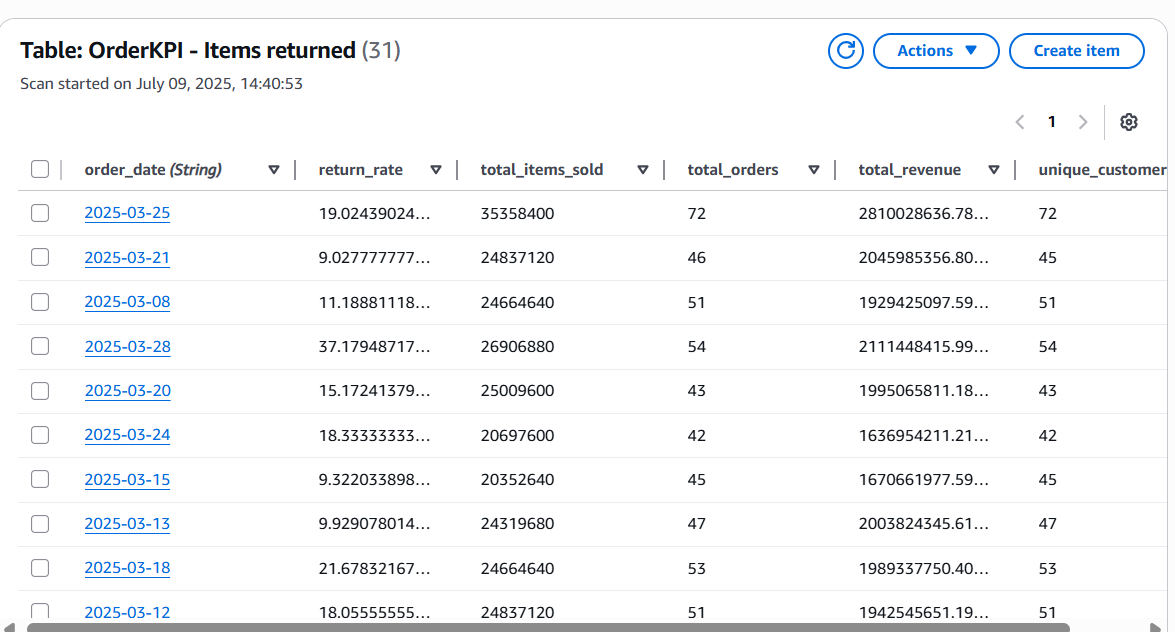 Table: OrderKPI - Items returned (31)
Actions
Create item
Scan started on July 09, 2025, 14:40:53
1
order_date (String) return_rate total_items_sold total_orders total_revenue unique_customer
2025-03-25 19.02439024… 35358400 72 2810028636.78… 72
2025-03-21 9.027777777… 24837120 46 2045985356.80… 45
2025-03-08 11.18881118… 24664640 51 1929425097.59… 51
2025-03-28 37.17948717… 26906880 54 2111448415.99… 54
2025-03-20 15.17241379… 25009600 43 1995065811.18… 43
2025-03-24 18.33333333… 20697600 42 1636954211.21… 42
2025-03-15 9.322033898… 20352640 45 1670661977.59… 45
2025-03-13 9.929078014… 24319680 47 2003824345.61… 47
2025-03-18 21.67832167… 24664640 53 1989337750.40… 53
2025-03-12 18.05555555… 24837120 51 1942545651.19… 51